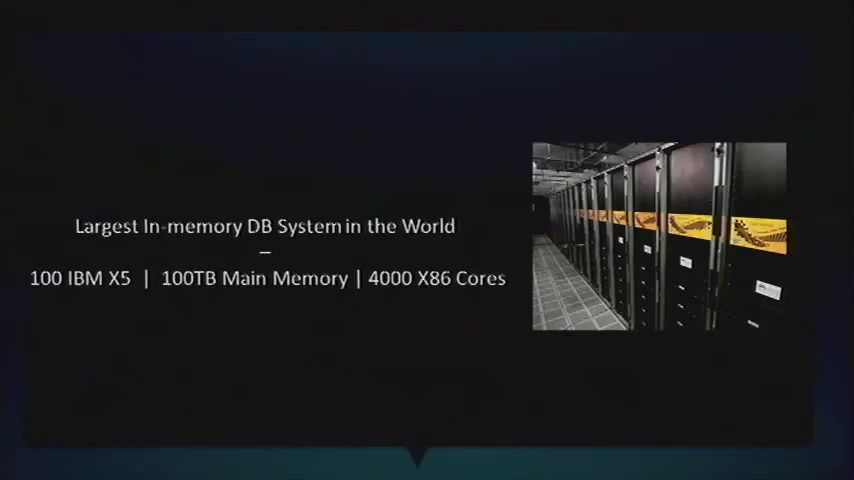 Largest In-memory DB System in the World
–
100 IBM X5 | 100TB Main Memory | 4000 X86 Cores